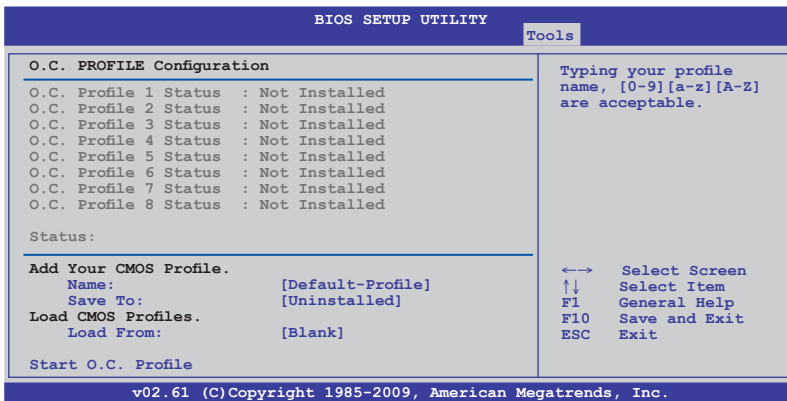 BIOS SETUP UTILITY
Tools
O.C. PROFILE Configuration
O.C. Profile 1 Status : Not Installed
O.C. Profile 2 Status : Not Installed
O.C. Profile 3 Status : Not Installed
O.C. Profile 4 Status : Not Installed
O.C. Profile 5 Status : Not Installed
O.C. Profile 6 Status : Not Installed
O.C. Profile 7 Status : Not Installed
O.C. Profile 8 Status : Not Installed
Status:
Add Your CMOS Profile.
Name: [Default-Profile]
Save To: [Uninstalled]
Load CMOS Profiles.
Load From: [Blank]
Start O.C. Profile
Typing your profile
name, [0-9][a-z][A-Z]
are acceptable.
←→ Select Screen
↑↓ Select Item
F1 General Help
F10 Save and Exit
ESC Exit
v02.61 (C)Copyright 1985-2009, American Megatrends, Inc.